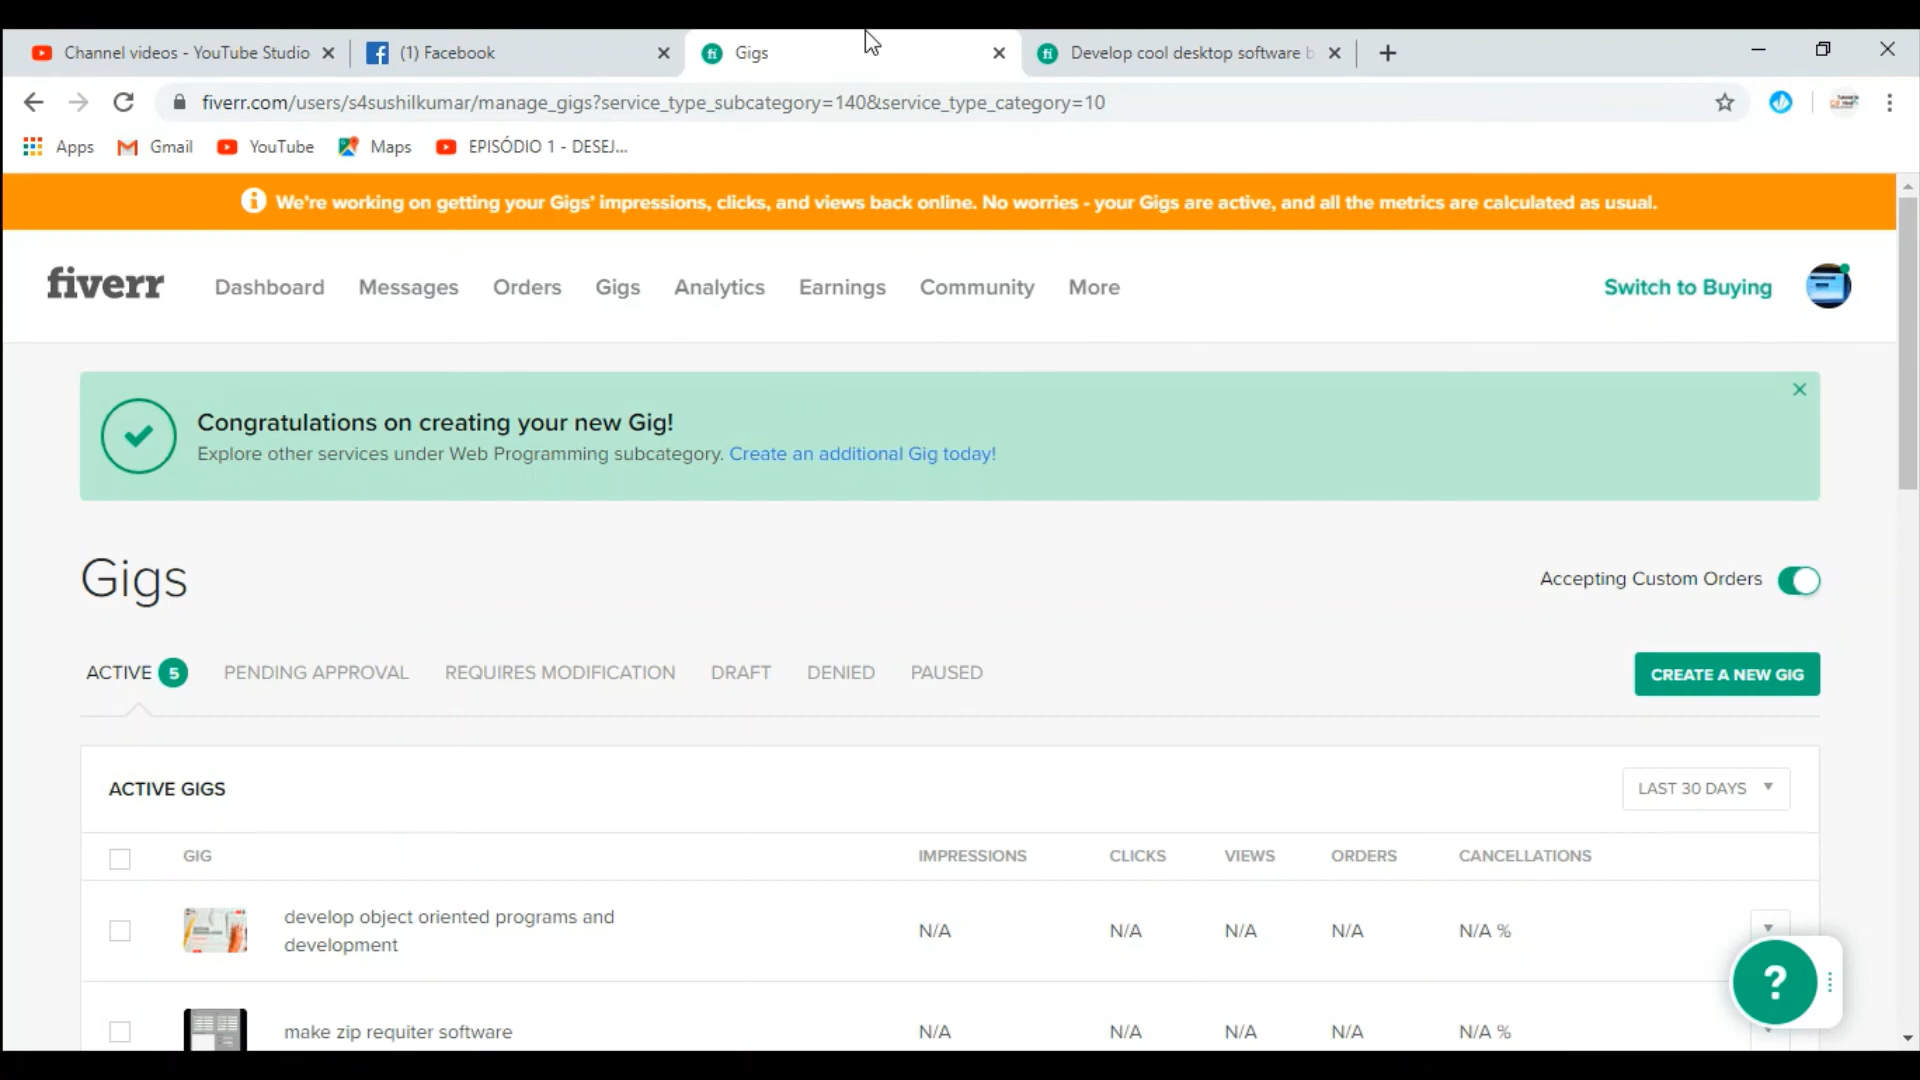 Channel videos - YouTube Studio
(1) Facebook
Gigs
Develop cool desktop software b
fiverr.com/users/s4sushilkumar/manage_gigs?service_type_subcategory=140&service_type_category=10
Apps
Gmail
YouTube
Maps
EPISÓDIO 1 - DESEJ...
We're working on getting your Gigs' impressions, clicks, and views back online. No worries - your Gigs are active, and all the metrics are calculated as usual.
fiverr
Dashboard
Messages
Orders
Gigs
Analytics
Earnings
Community
More
Switch to Buying
Congratulations on creating your new Gig!
Explore other services under Web Programming subcategory. Create an additional Gig today!
Gigs
Accepting Custom Orders
ACTIVE 5
PENDING APPROVAL
REQUIRES MODIFICATION
DRAFT
DENIED
PAUSED
CREATE A NEW GIG
ACTIVE GIGS
LAST 30 DAYS
GIG
IMPRESSIONS
CLICKS
VIEWS
ORDERS
CANCELLATIONS
develop object oriented programs and
development
N/A
N/A
N/A
N/A
N/A %
make zip requiter software
N/A
N/A
N/A
N/A
N/A %
?